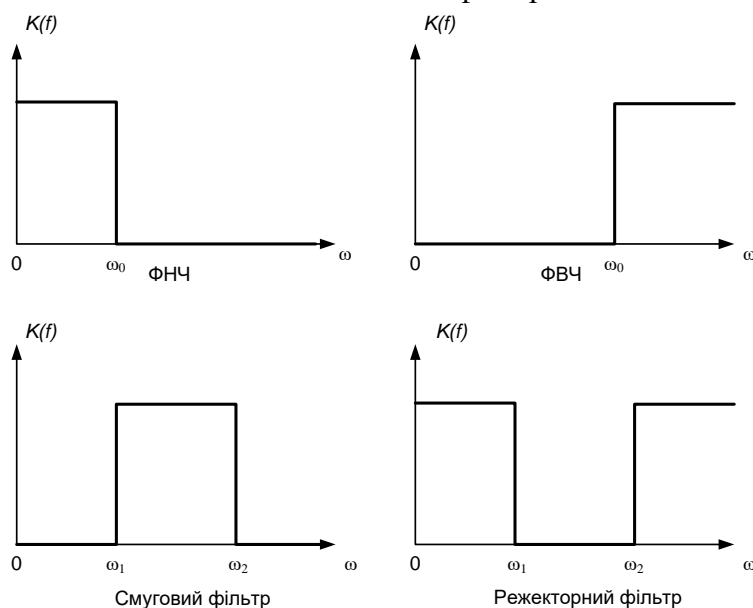 K(f)
K(f)
0
ω₀
ФНЧ
ω
0
ФВЧ
ω₀
ω
K(f)
K(f)
0
ω₁
ω₂
ω
0
ω₁
ω₂
ω
Смуговий фільтр
Режекторний фільтр